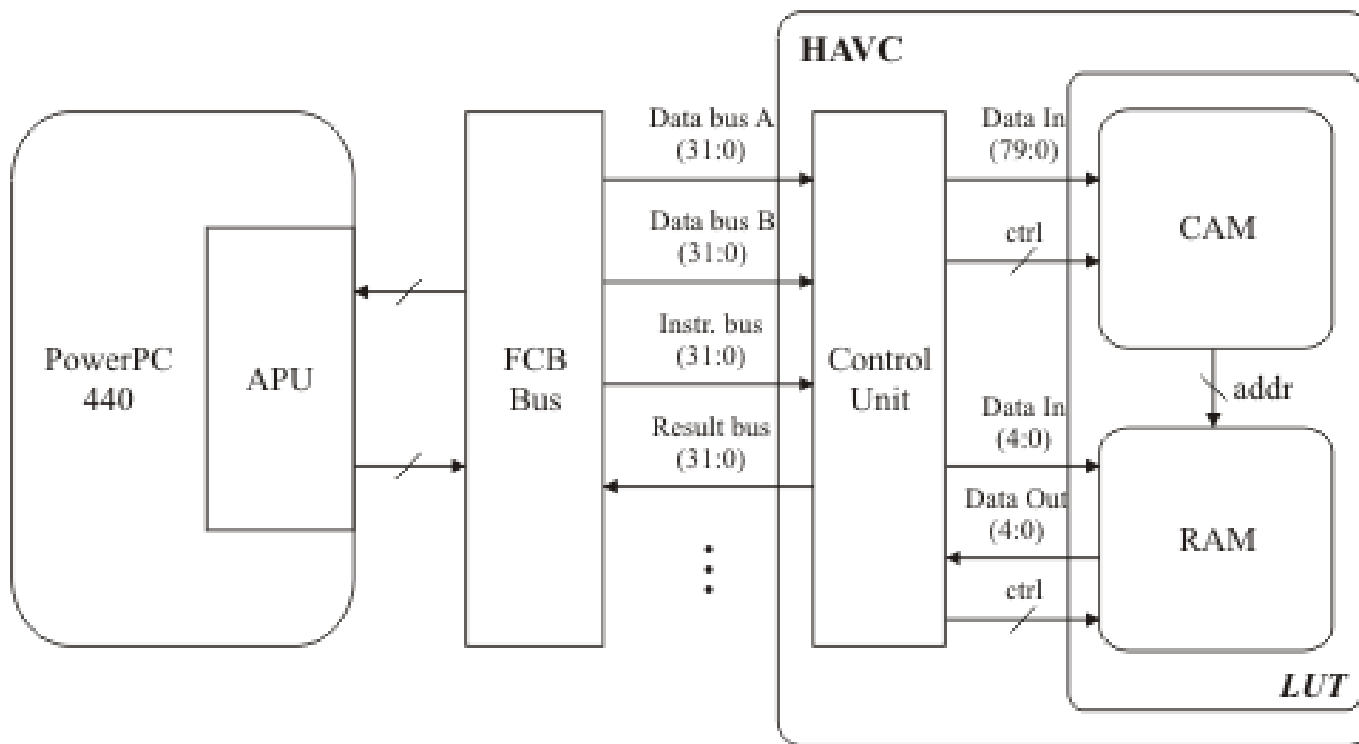 HAVC
Data bus A
(31:0)
Data In
(79:0)
CAM
Data bus B
(31:0)
ctrl
PowerPC
440
APU
FCB
Bus
Instr. bus
(31:0)
Control
Unit
addr
Result bus
(31:0)
Data In
(4:0)
Data Out
(4:0)
RAM
ctrl
LUT